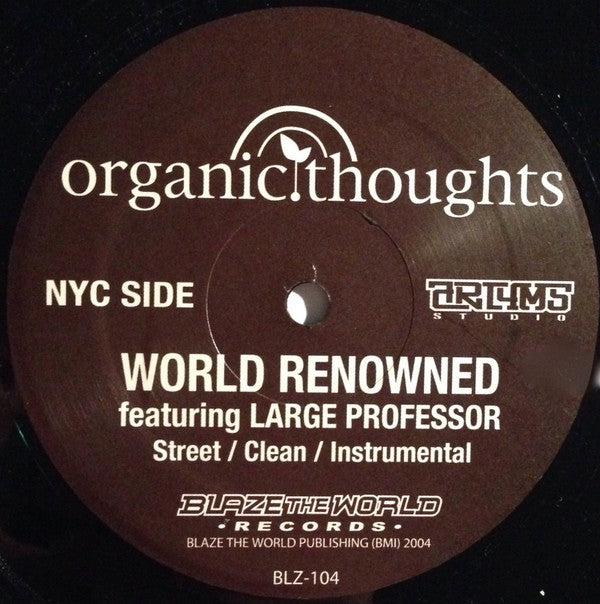 organic.thoughts
NYC SIDE
ARTHMS
STUDIO
WORLD RENOWNED
featuring LARGE PROFESSOR
Street / Clean / Instrumental
BLAZE THE WORLD
• RECORDS •
BLAZE THE WORLD PUBLISHING (BMI) 2004
BLZ-104